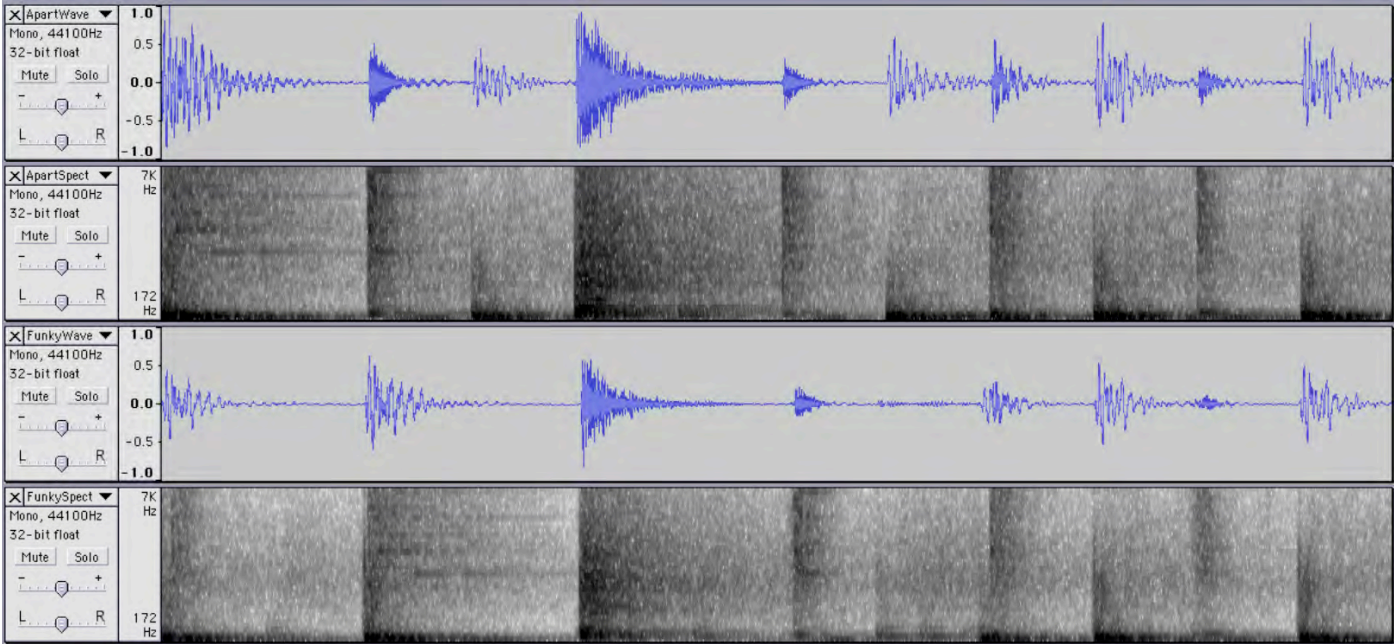 X ApartWave ▼
Mono, 44100Hz
32-bit float
Mute Solo
- +
L R
1.0
0.5
0.0
-0.5
-1.0
X ApartSpect ▼
Mono, 44100Hz
32-bit float
Mute Solo
- +
L R
7K
Hz
172
Hz
X FunkyWave ▼
Mono, 44100Hz
32-bit float
Mute Solo
- +
L R
1.0
0.5
0.0
-0.5
-1.0
X FunkySpect ▼
Mono, 44100Hz
32-bit float
Mute Solo
- +
L R
7K
Hz
172
Hz